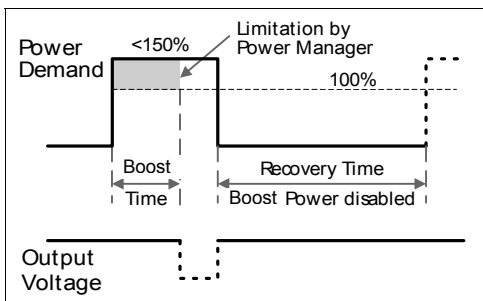 Power
Demand
<150%
Limitation by
Power Manager
100%
Boost
Time
Recovery Time
Boost Power disabled
Output
Voltage